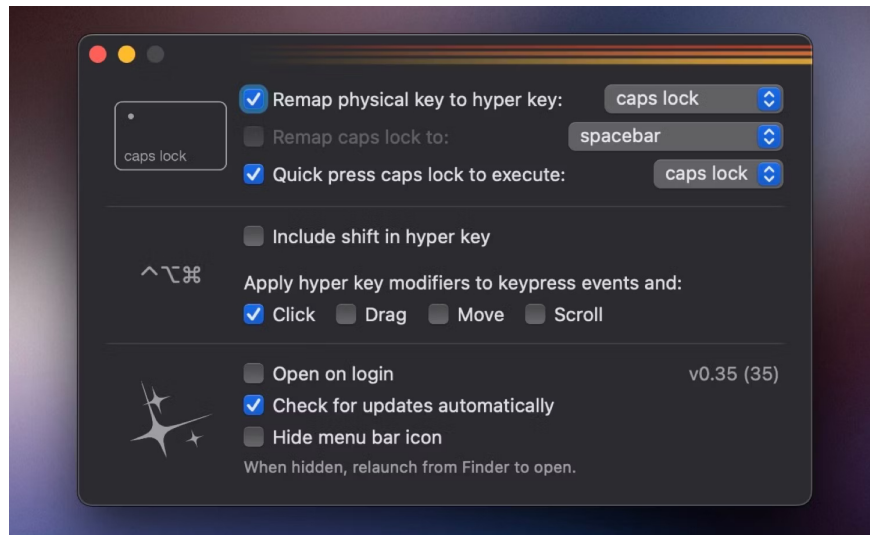 caps lock
Remap physical key to hyper key: caps lock
Remap caps lock to: spacebar
Quick press caps lock to execute: caps lock
^⌥⌘
Include shift in hyper key
Apply hyper key modifiers to keypress events and:
Click Drag Move Scroll
Open on login v0.35 (35)
Check for updates automatically
Hide menu bar icon
When hidden, relaunch from Finder to open.